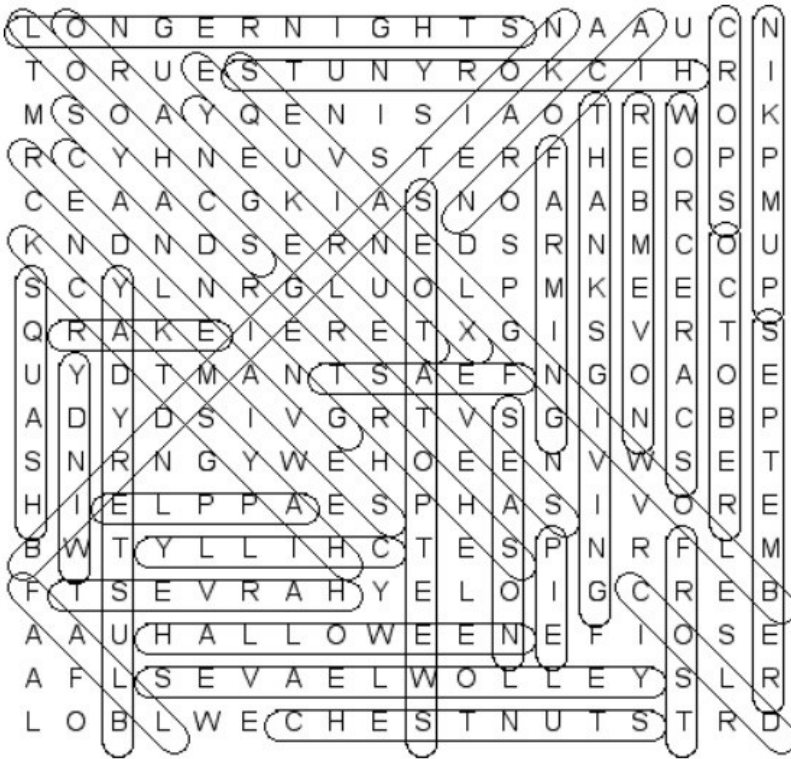 L O N G E R N I G H T S N A A U C N
T O R U E S T U N Y R O K C I H R I
M S O A Y Q E N I S I A O T R W O K
R C Y H N E U V S T E R F H E O P P
C E A A C G K I A S N O A A B R S M
K N D N D S E R N E D S R N M C O U
S C Y L N R G L U O L P M K E E C P
Q R A K E I E R E T X G I S V R T S
U Y D T M A N T S A E F N G O A O E
A D Y D S I V G R T V S G I N C B P
S N R N G Y W E H O E E N V W S E T
H I E L P P A E S P H A S I V O R E
B W T Y L L I H C T E S P N R F L M
F T S E V R A H Y E L O I G C R E B
A A U H A L L O W E E N E F I O S E
A F L S E V A E L W O L L E Y S L R
L O B L W E C H E S T N U T S T R D